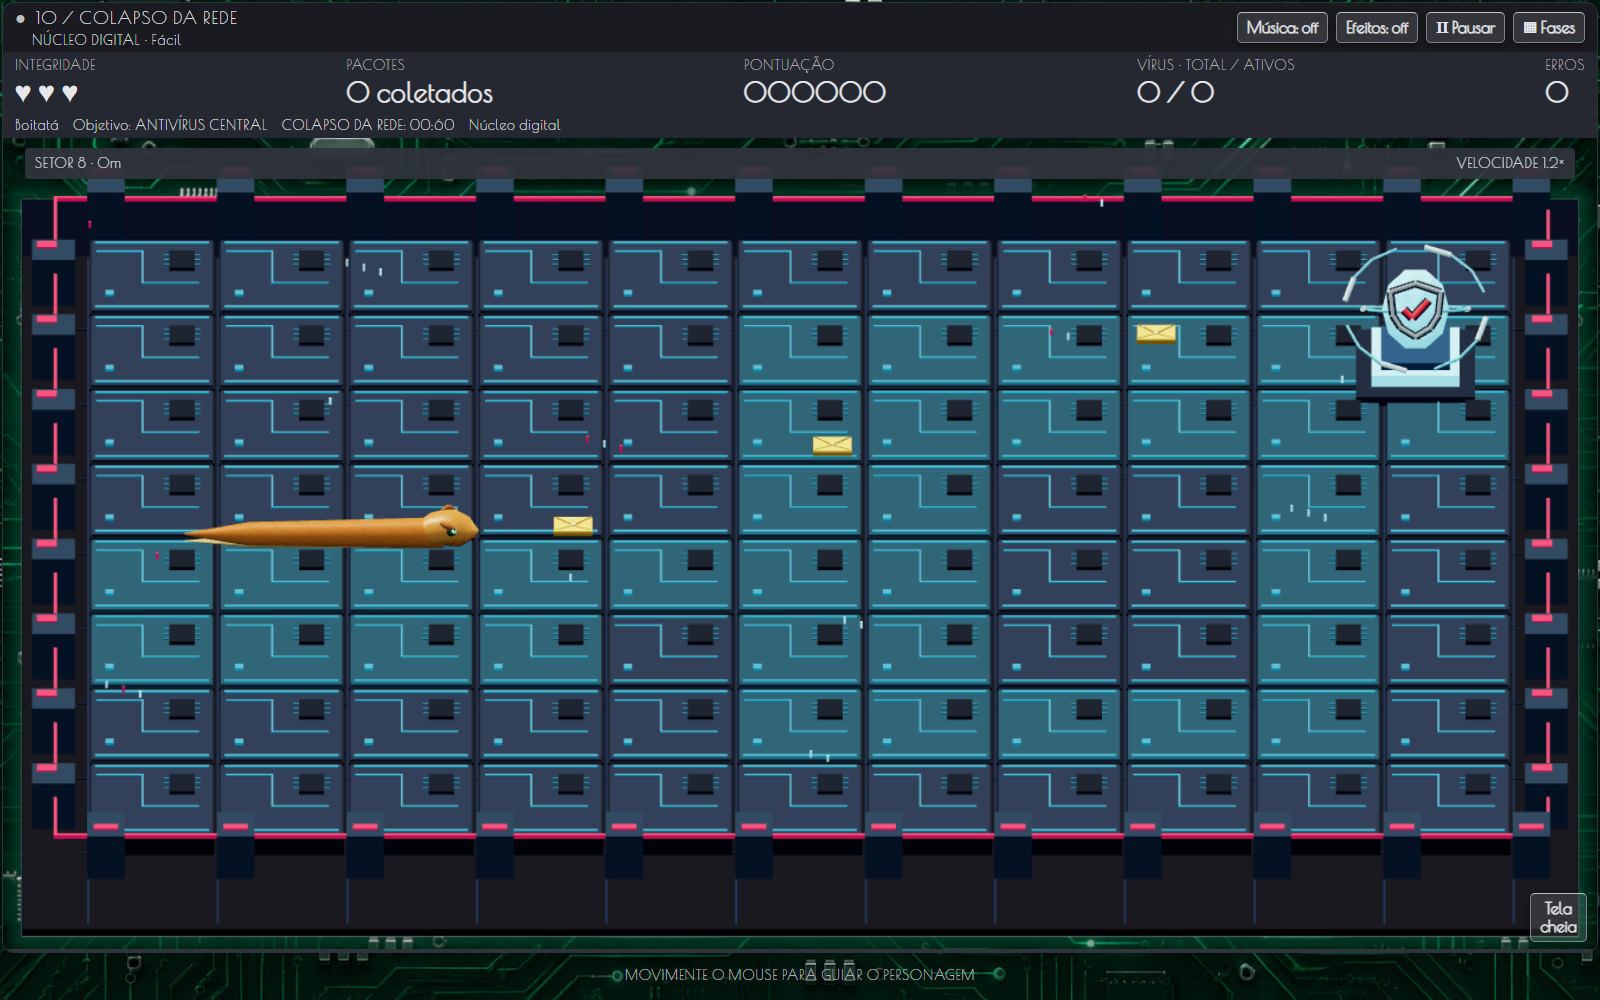 10 / COLAPSO DA REDE
NÚCLEO DIGITAL · Fácil
Música: off
Efeitos: off
Pausar
Fases
INTEGRIDADE
PACOTES
PONTUAÇÃO
VÍRUS · TOTAL / ATIVOS
ERROS
♥ ♥ ♥
0 coletados
000000
0 / 0
0
Boitatá Objetivo: ANTIVÍRUS CENTRAL COLAPSO DA REDE: 00:60 Núcleo digital
SETOR 8 · 0m
VELOCIDADE 1.2×
Tela
cheia
MOVIMENTE O MOUSE PARA GUIAR O PERSONAGEM